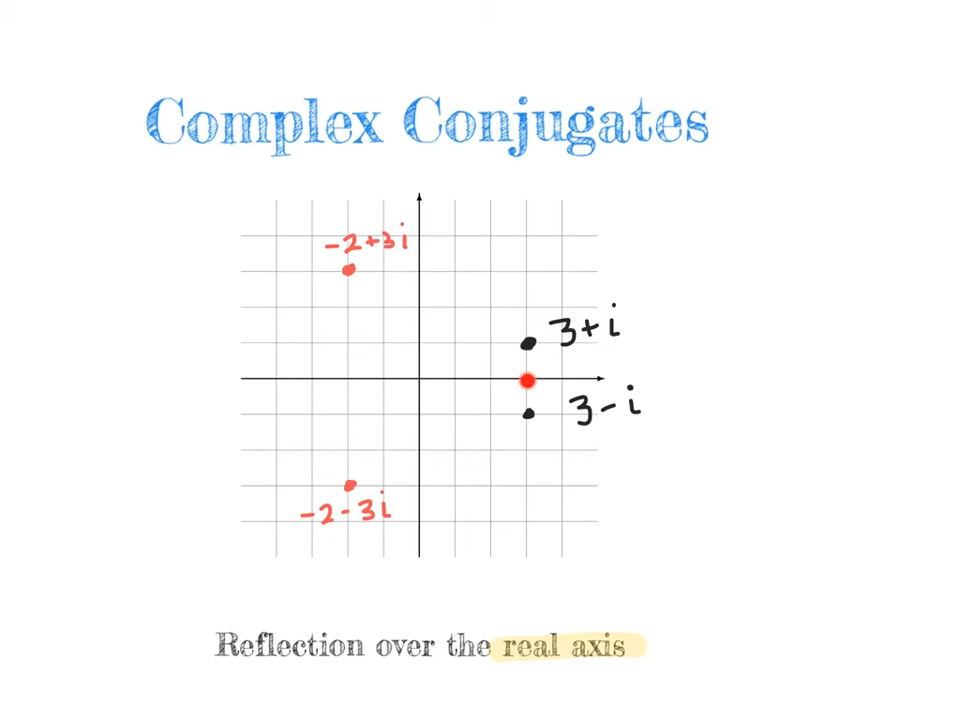 Complex Conjugates
-2+3i
3+i
3-i
-2-3i
Reflection over the real axis